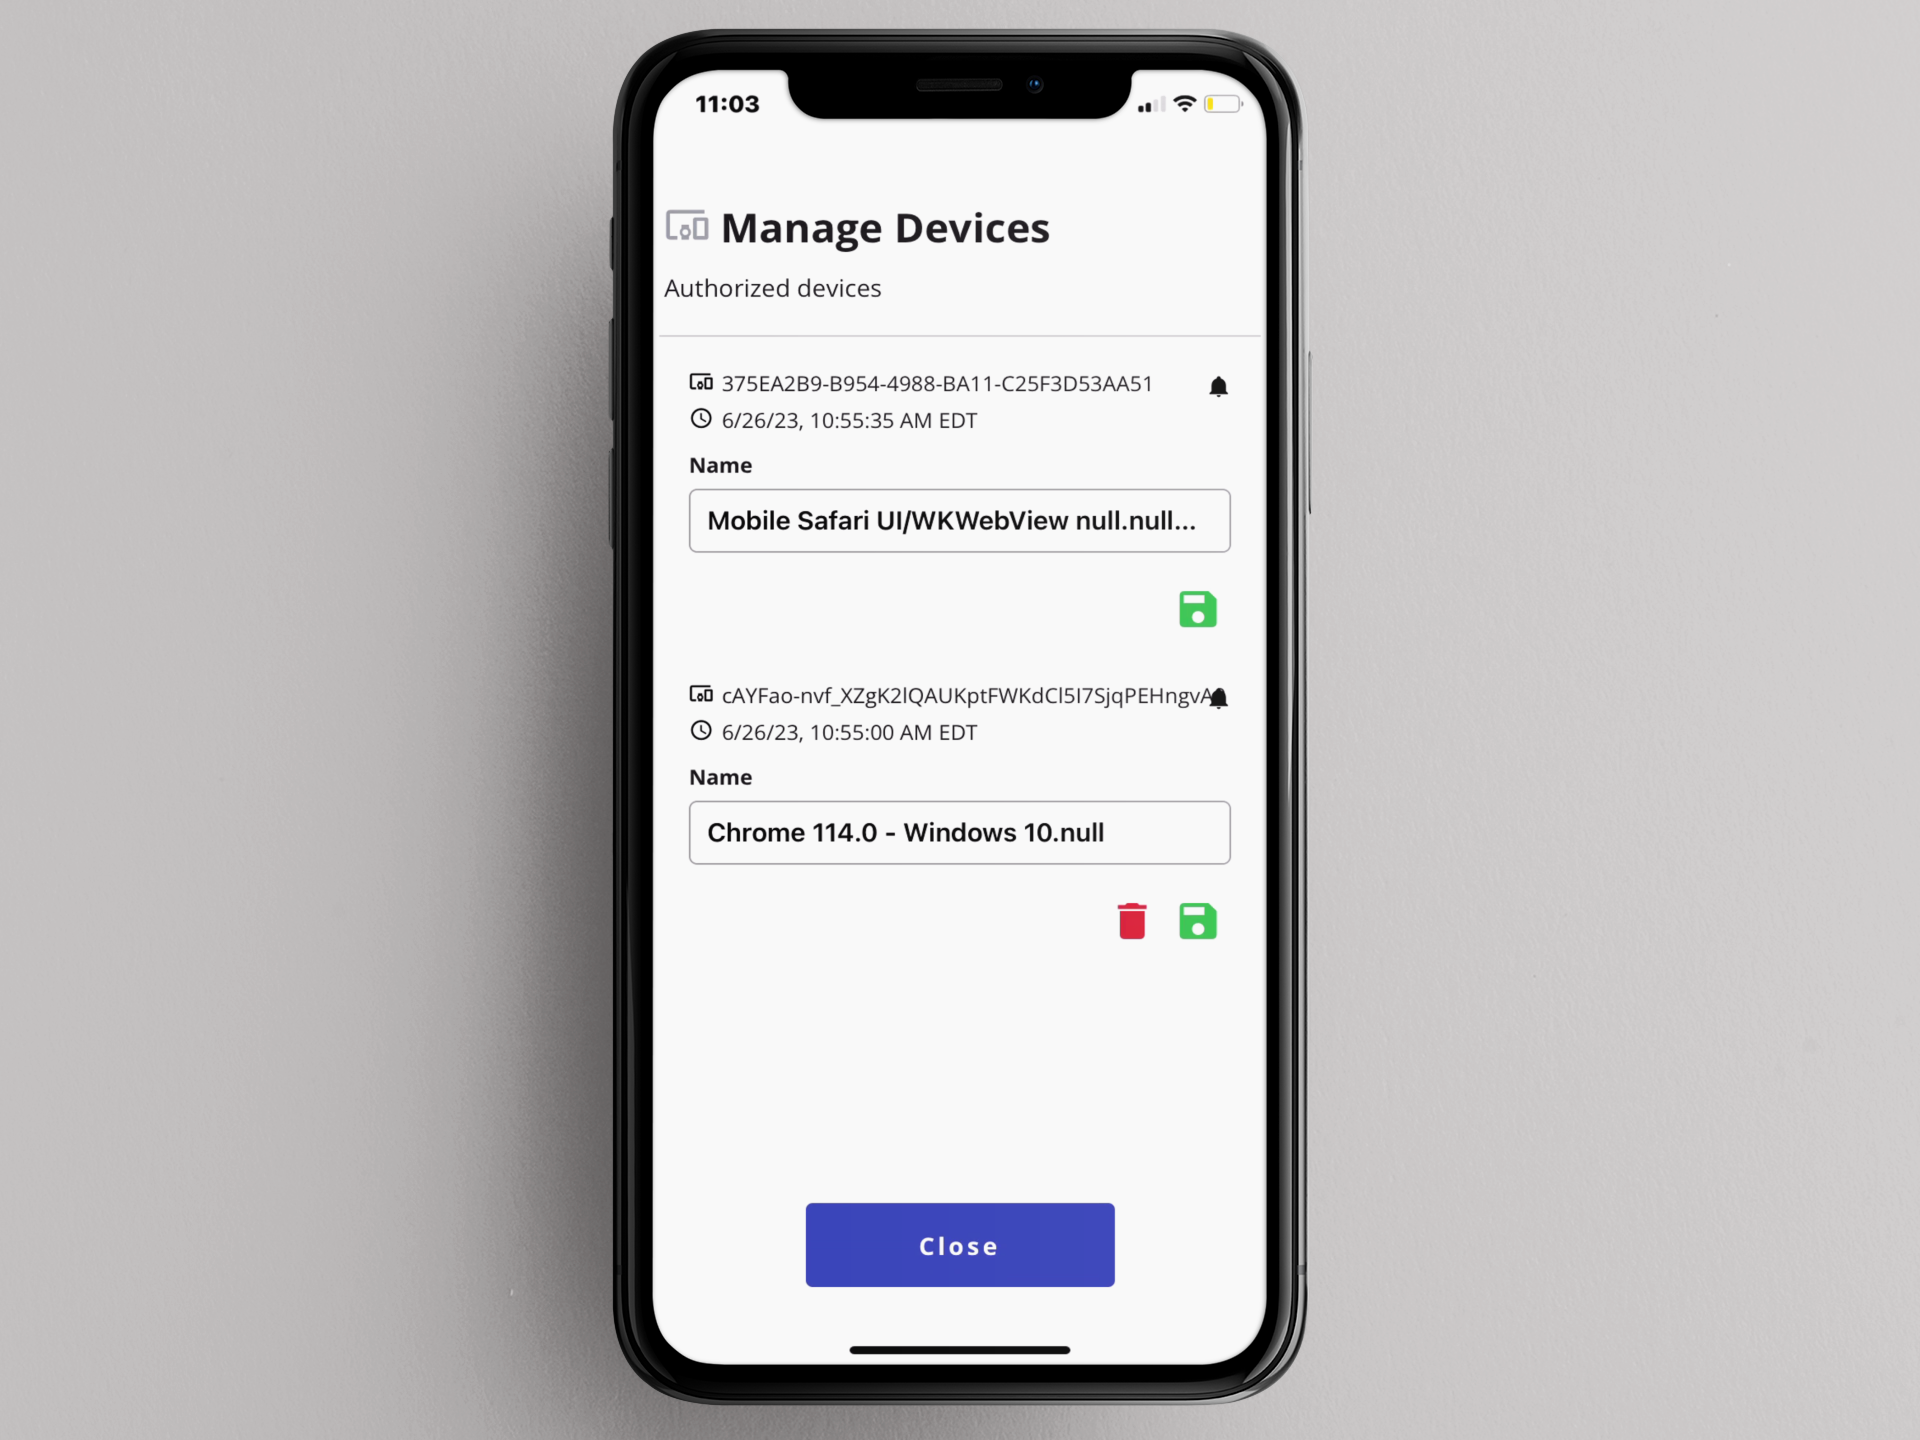 11:03
Manage Devices
Authorized devices
375EA2B9-B954-4988-BA11-C25F3D53AA51
6/26/23, 10:55:35 AM EDT
Name
Mobile Safari UI/WKWebView null.null...
6/26/23, 10:55:00 AM EDT
Name
Chrome 114.0 - Windows 10.null
Close